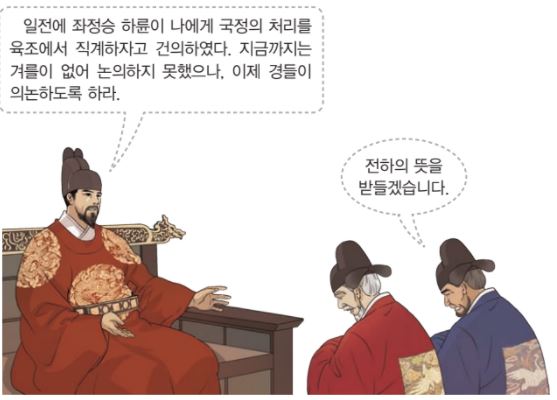 일전에 좌정승 하륜이 나에게 국정의 처리를
육조에서 직계하자고 건의하였다. 지금까지는
겨를이 없어 논의하지 못했으나, 이제 경들이
의논하도록 하라.
전하의 뜻을
받들겠습니다.